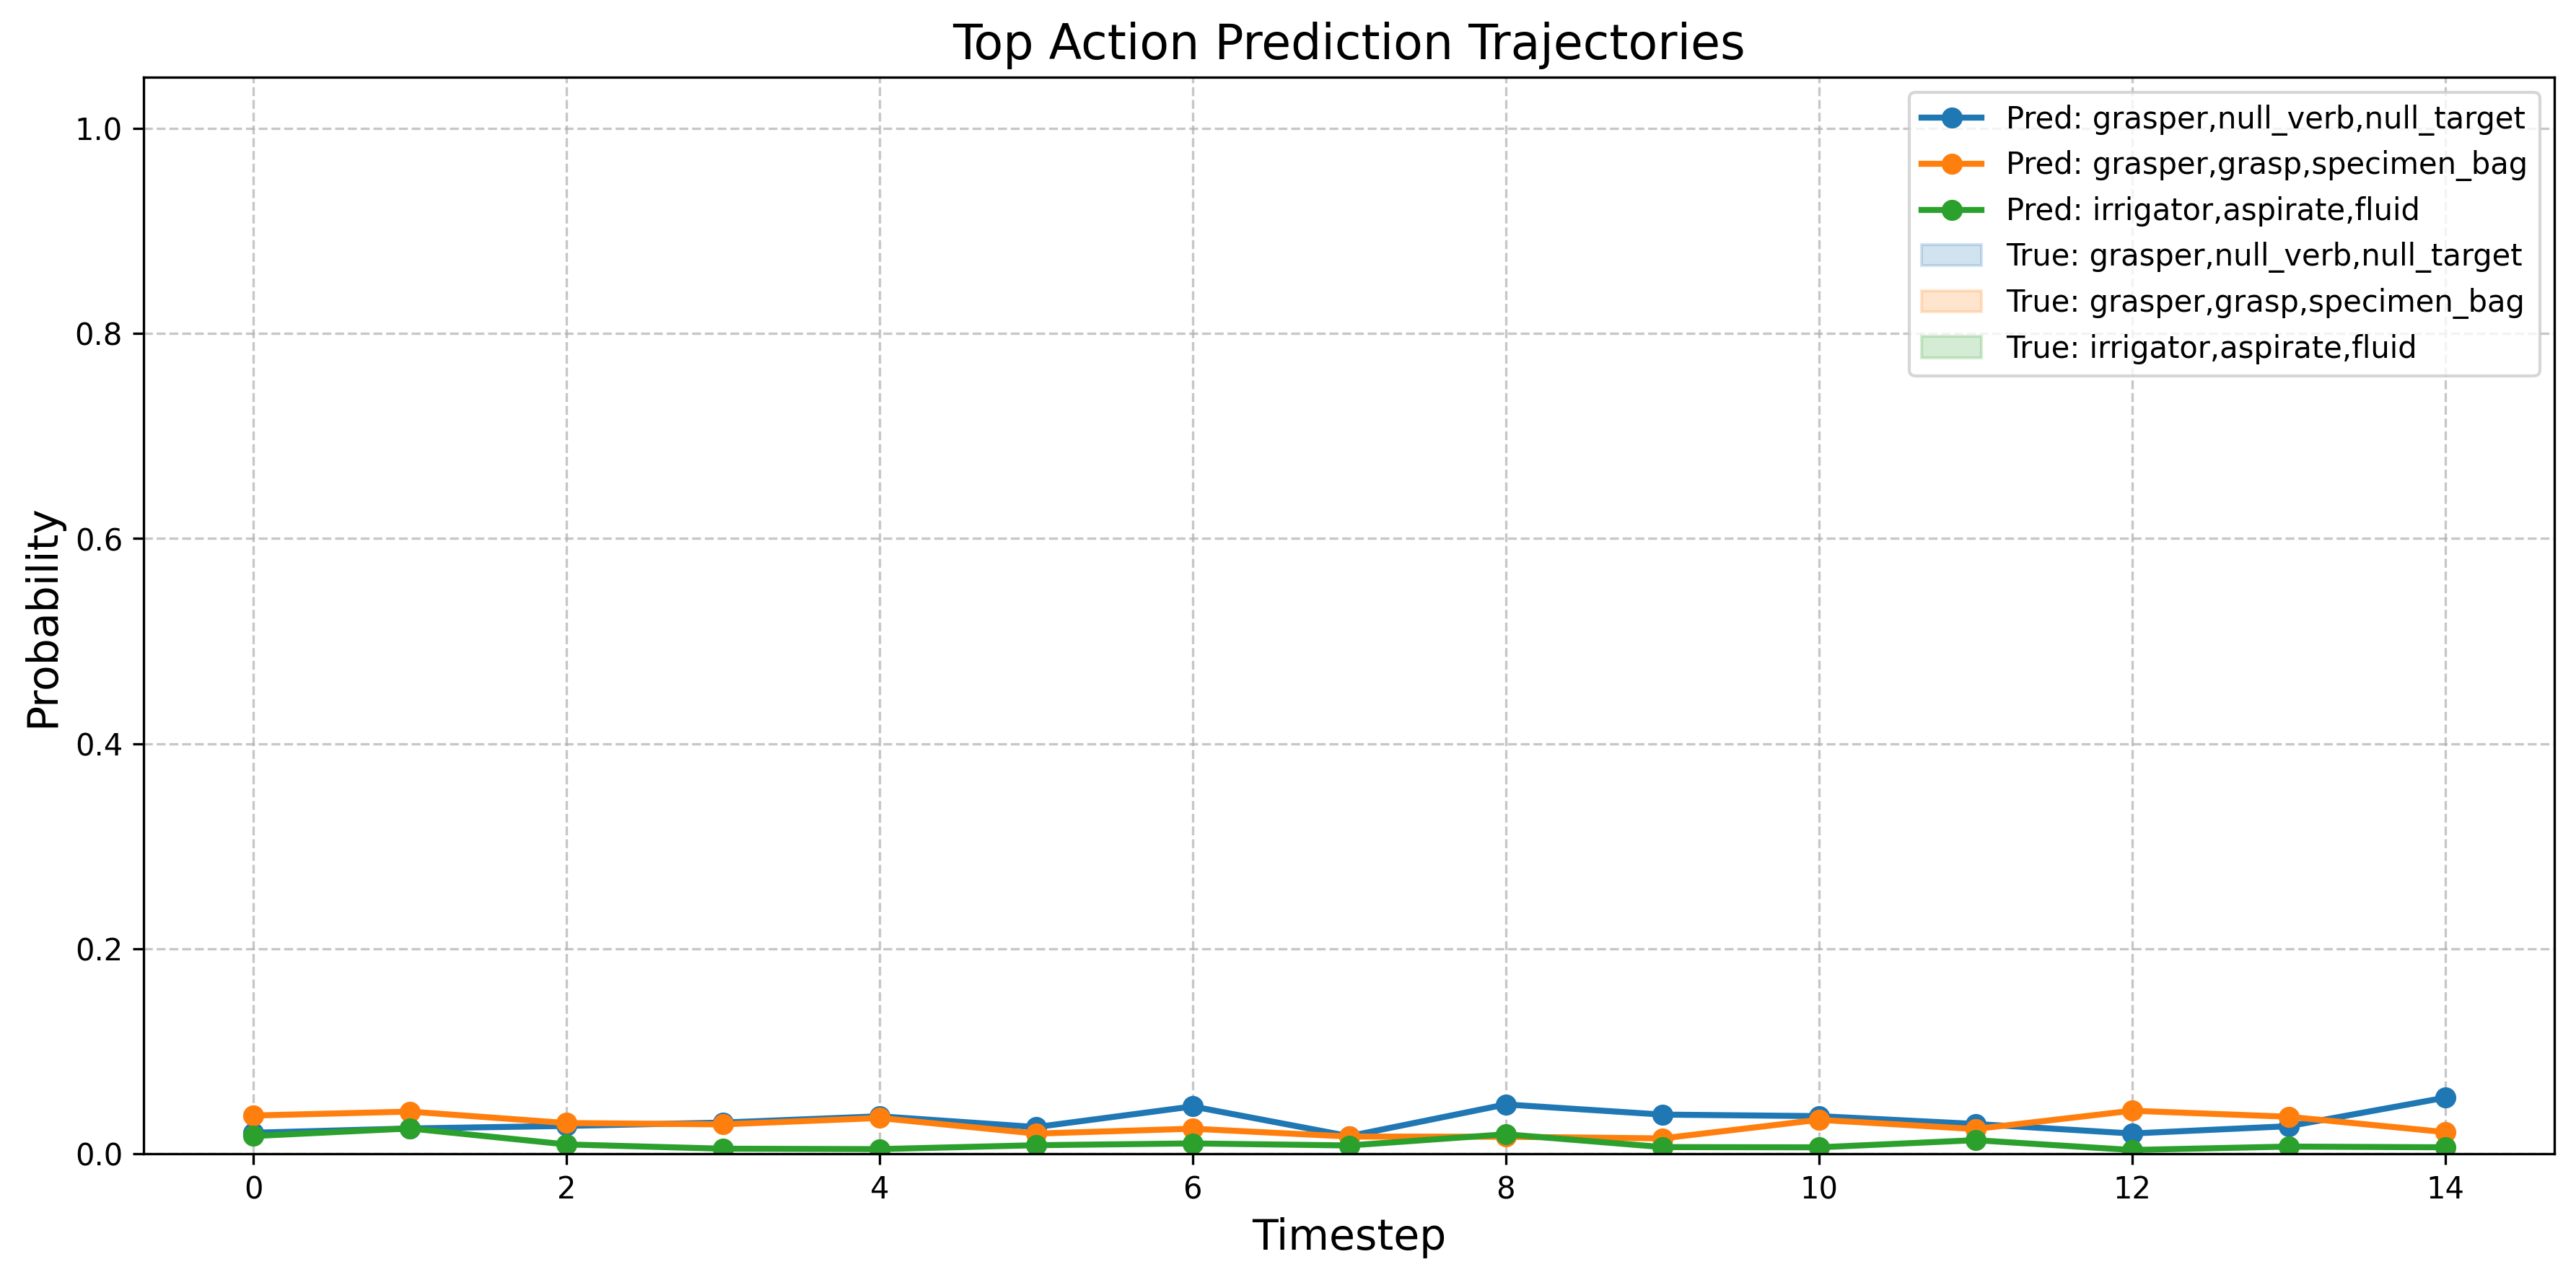 Top Action Prediction Trajectories
Pred: grasper,null_verb,null_target
Pred: grasper,grasp,specimen_bag
Pred: irrigator,aspirate,fluid
True: grasper,null_verb,null_target
True: grasper,grasp,specimen_bag
True: irrigator,aspirate,fluid
Probability
1.0
0.8
0.6
0.4
0.2
0.0
0 2 4 6 8 10 12 14
Timestep